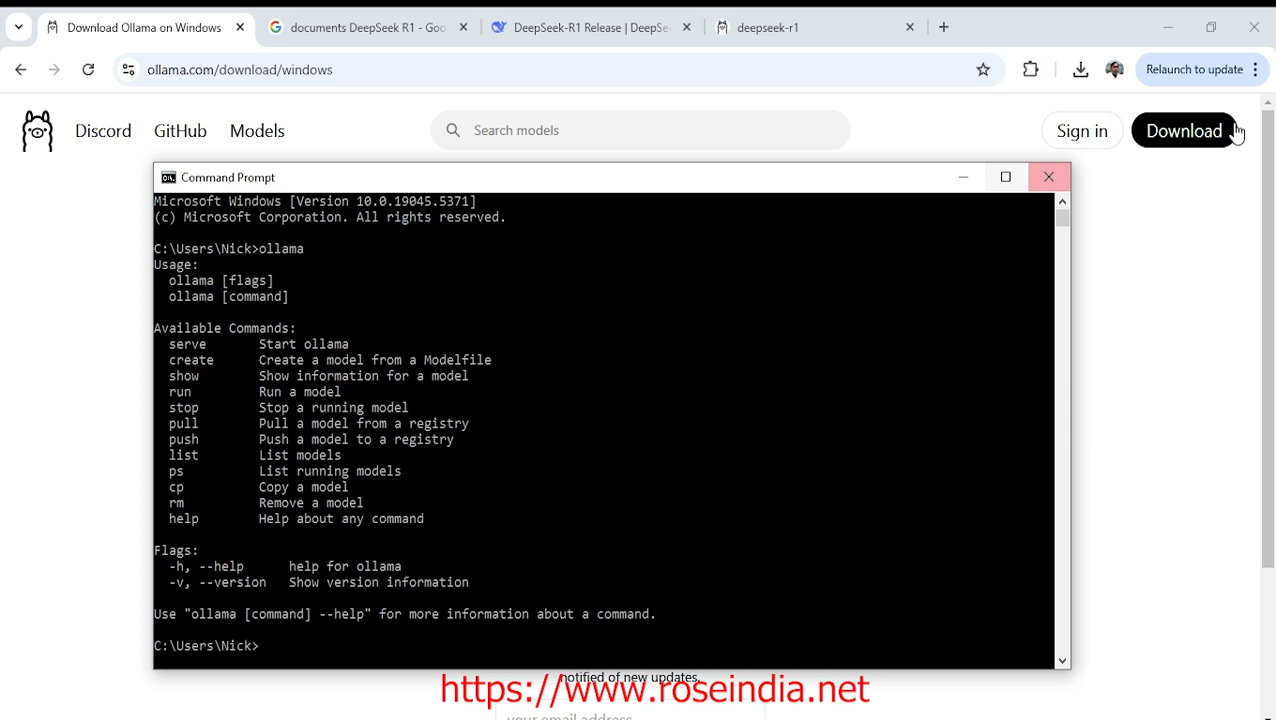 Download Ollama on Windows
documents DeepSeek R1 - Goo
DeepSeek-R1 Release | DeepSe
deepseek-r1
ollama.com/download/windows
Relaunch to update
Discord
GitHub
Models
Search models
Sign in
Download
Command Prompt
Microsoft Windows [Version 10.0.19045.5371]
(c) Microsoft Corporation. All rights reserved.
C:\Users\Nick>ollama
Usage:
ollama [flags]
ollama [command]
Available Commands:
serve Start ollama
create Create a model from a Modelfile
show Show information for a model
run Run a model
stop Stop a running model
pull Pull a model from a registry
push Push a model to a registry
list List models
ps List running models
cp Copy a model
rm Remove a model
help Help about any command
Flags:
-h, --help help for ollama
-v, --version Show version information
Use "ollama [command] --help" for more information about a command.
C:\Users\Nick>
notified of new updates.
https://www.roseindia.net
your email address